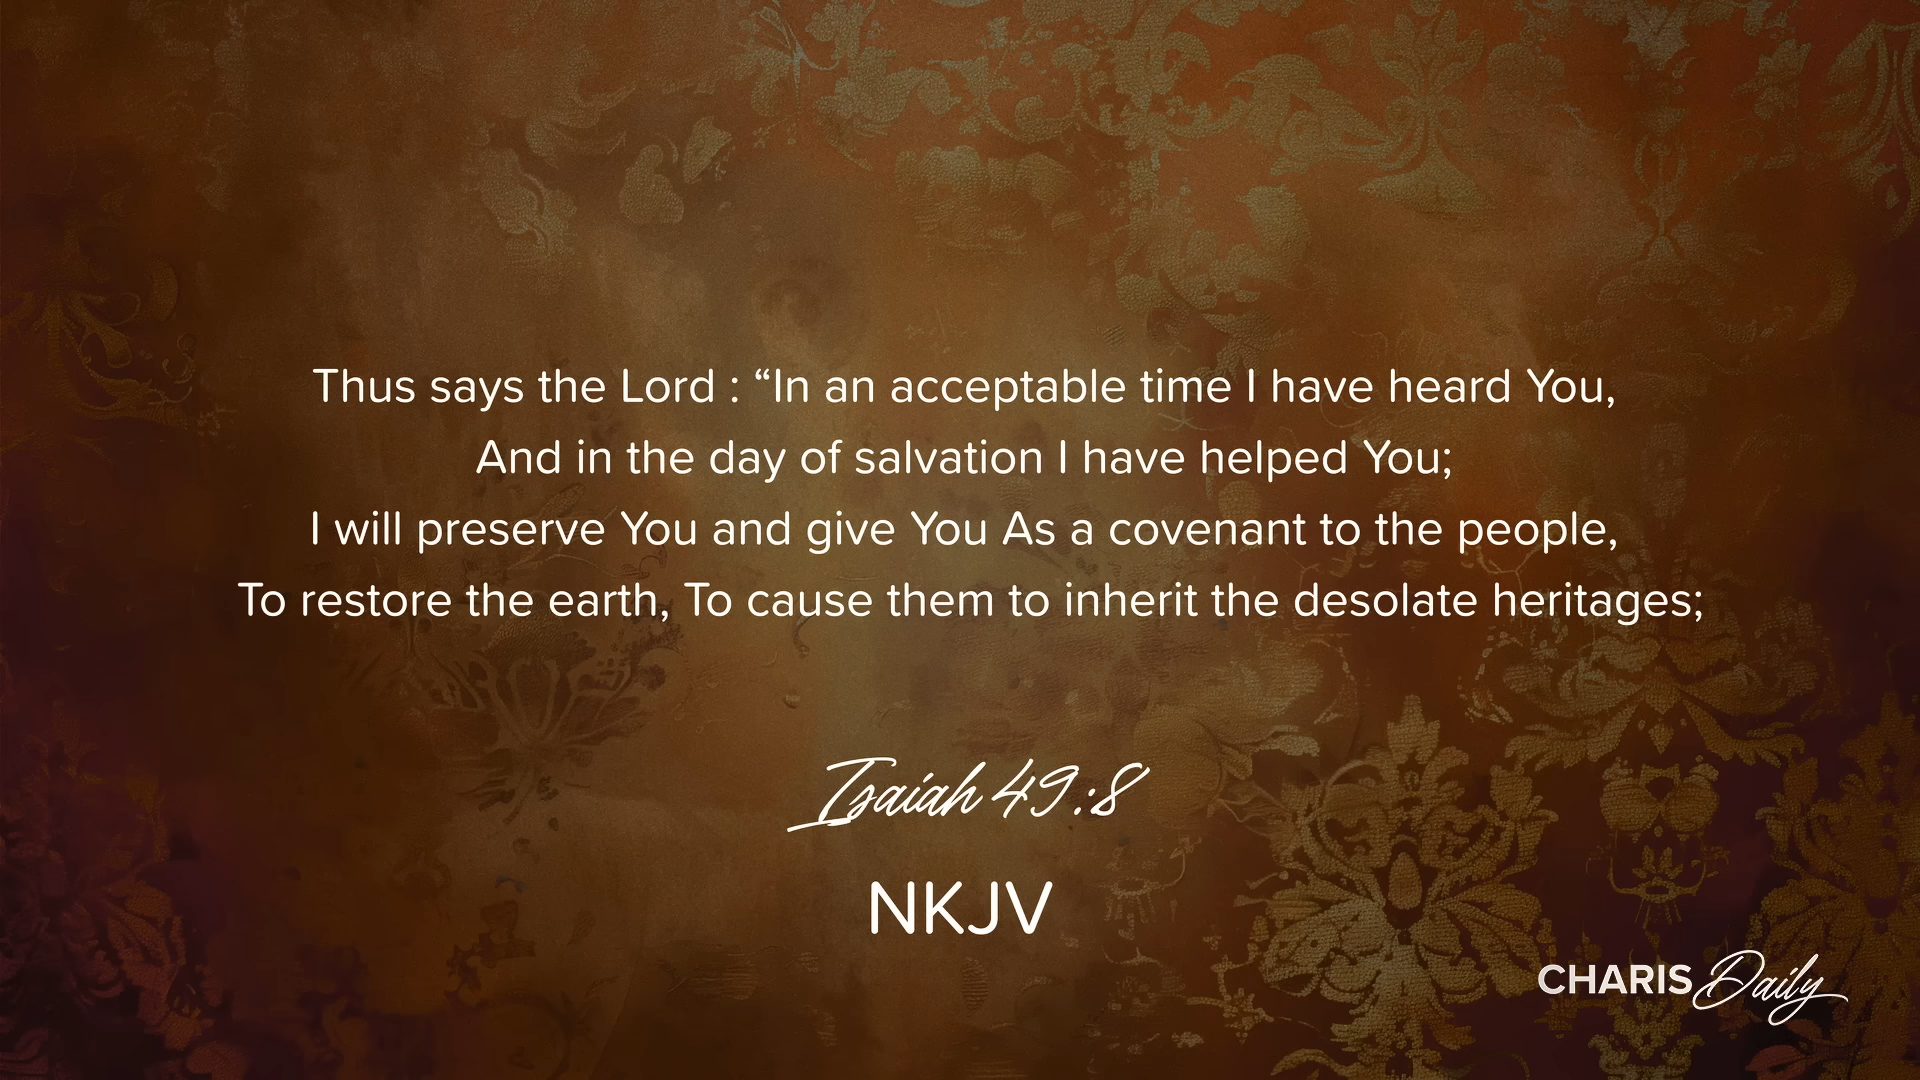 Thus says the Lord : “In an acceptable time I have heard You,
And in the day of salvation I have helped You;
I will preserve You and give You As a covenant to the people,
To restore the earth, To cause them to inherit the desolate heritages;
Isaiah 49:8
NKJV
CHARIS Daily